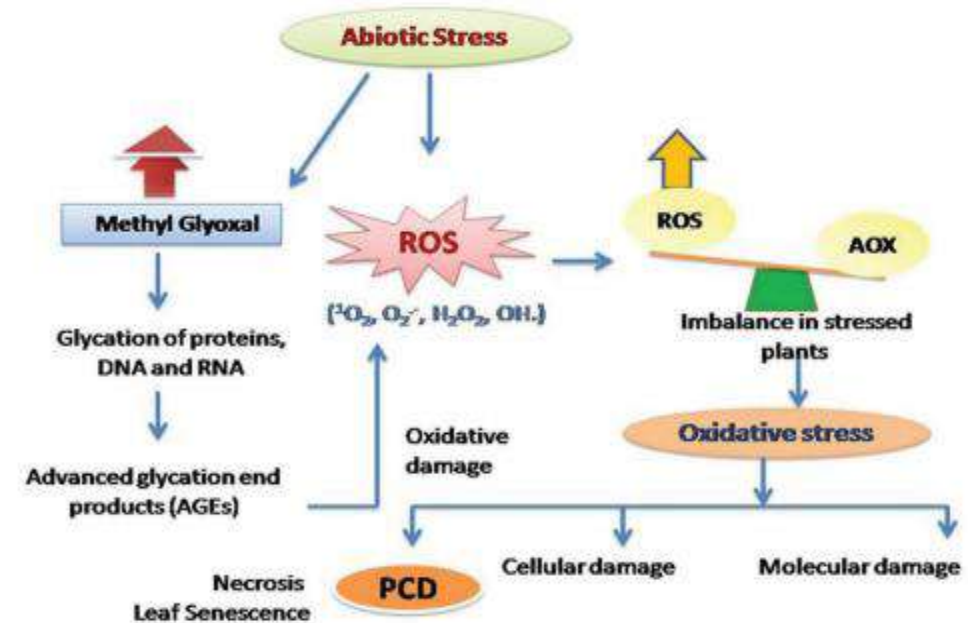 Abiotic Stress
Methyl Glyoxal
ROS
(¹O₂, O₂⁻, H₂O₂, OH.)
ROS
AOX
Imbalance in stressed
plants
Glycation of proteins,
DNA and RNA
Advanced glycation end
products (AGEs)
Oxidative
damage
Oxidative stress
Necrosis
Leaf Senescence
PCD
Cellular damage
Molecular damage